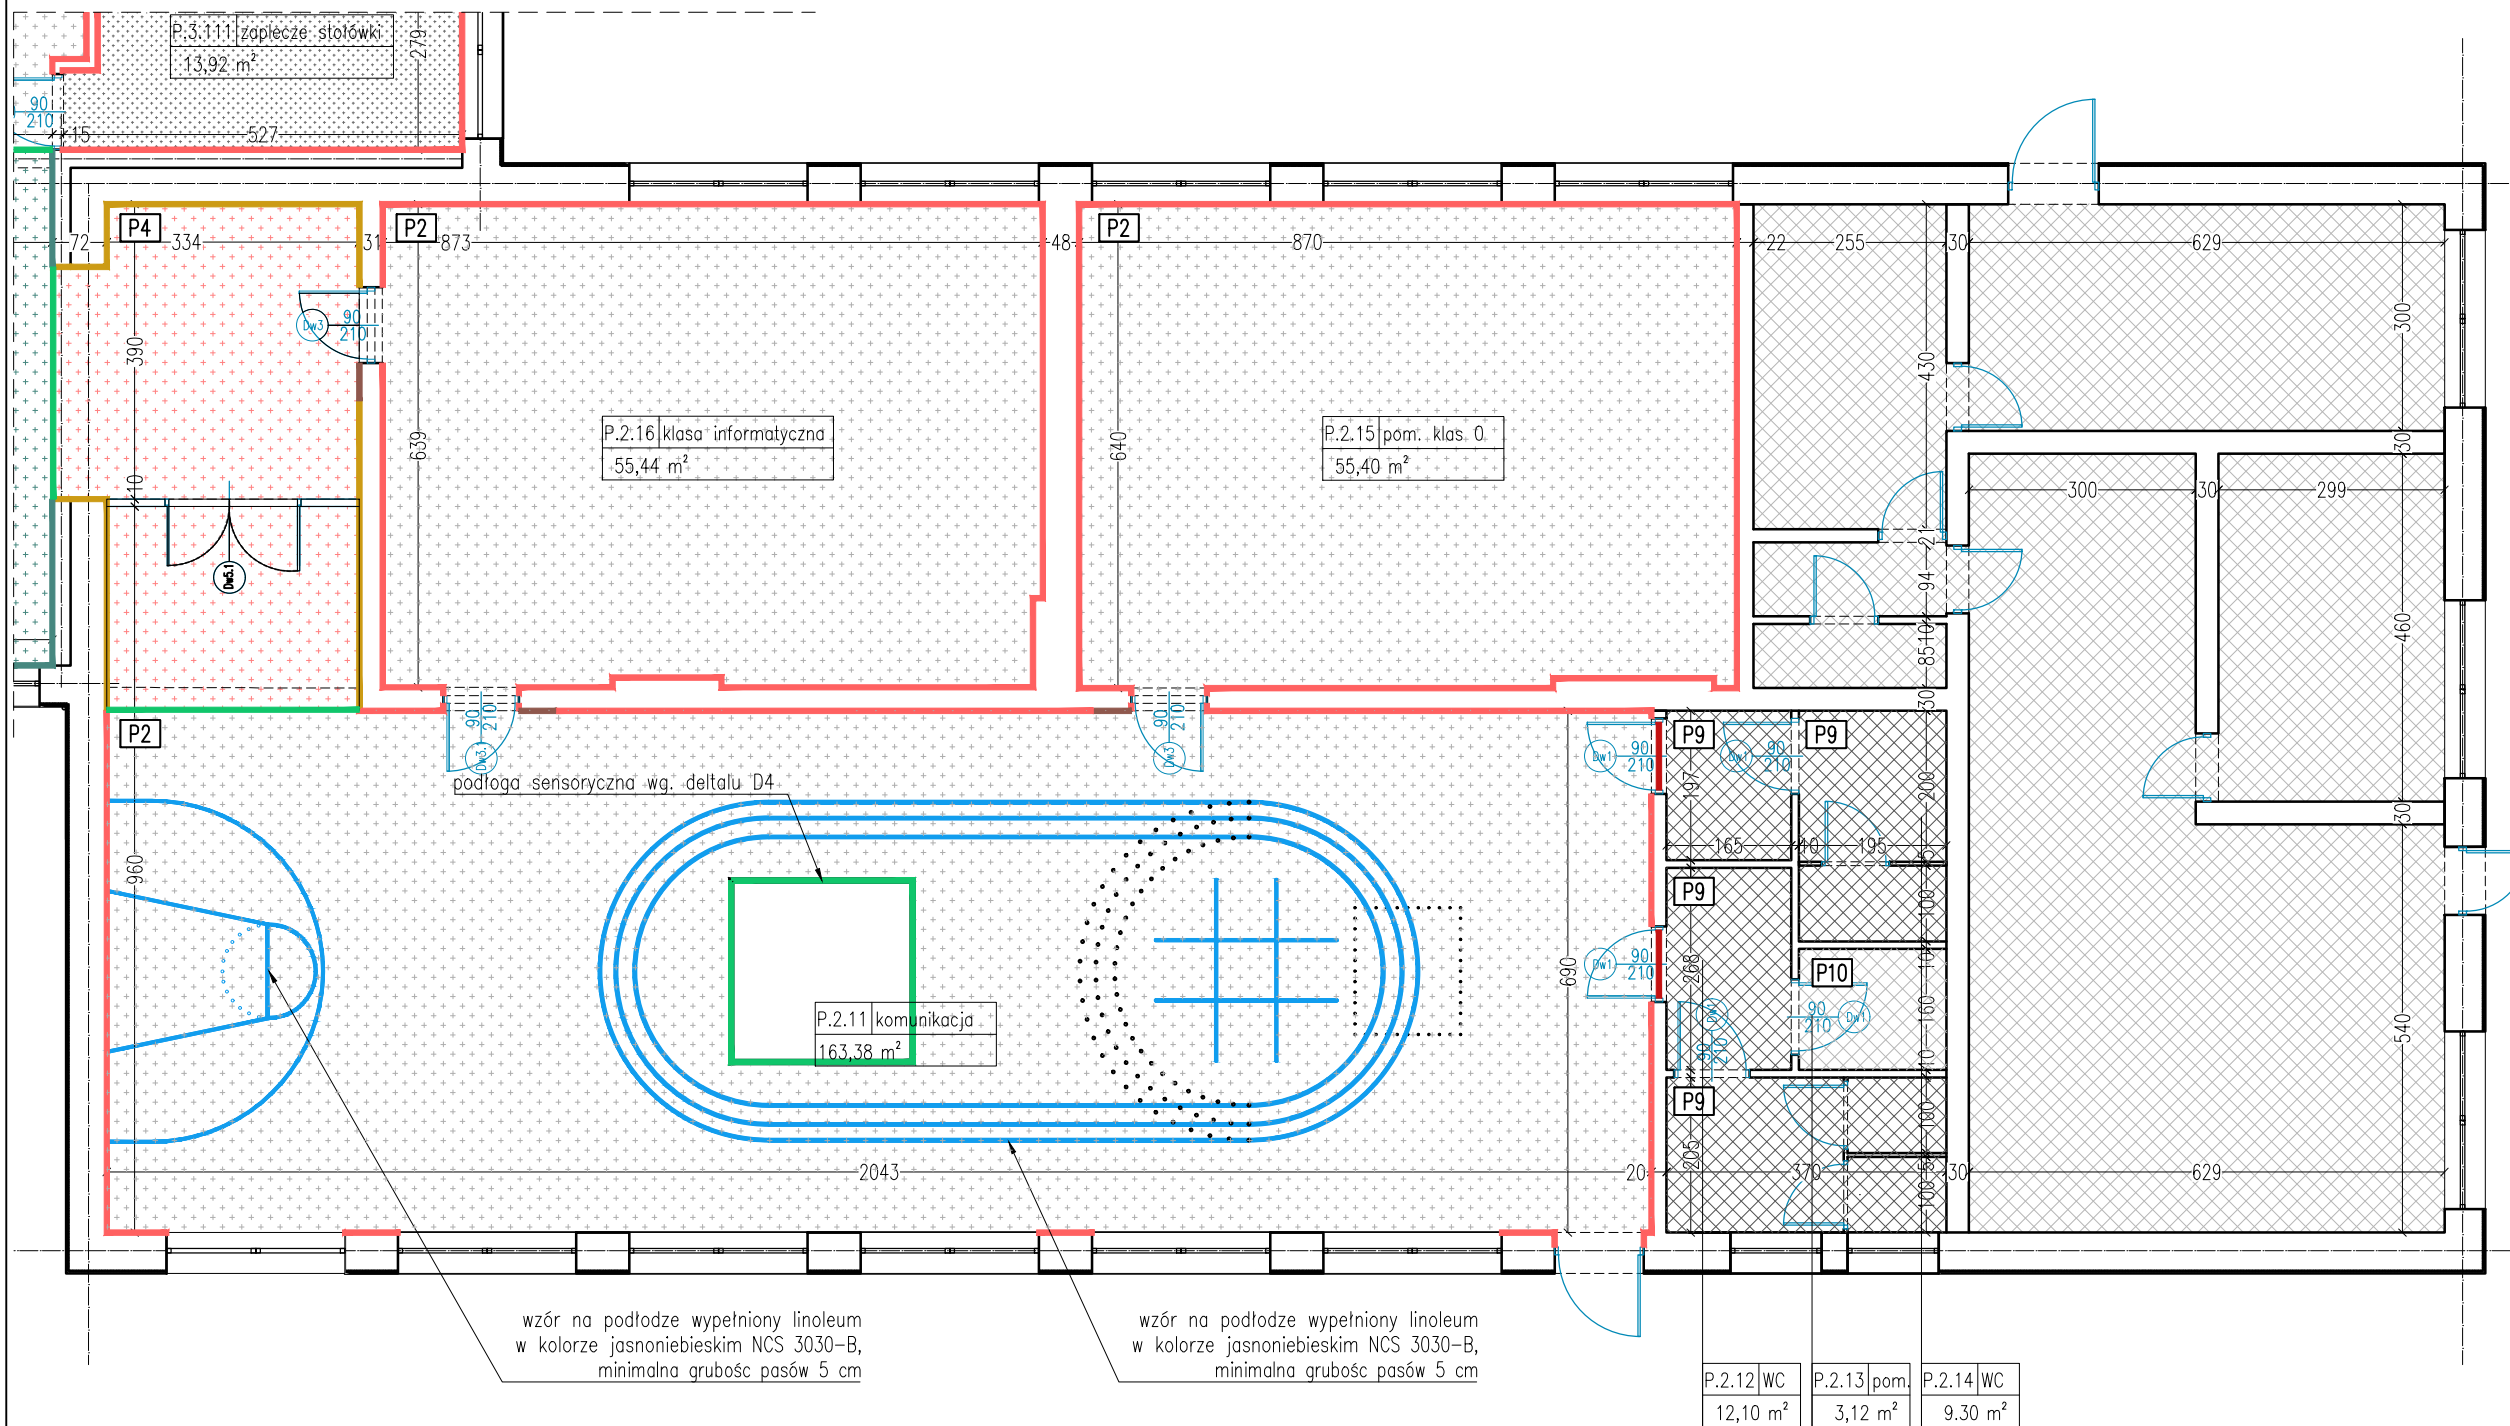 P.3.111 zaplecze stołówki
13,92 m²
279
90
210
15
527
P4
P2
P2
72
334
31
873
48
870
22
255
30
629
Dw3
90
210
390
639
640
430
300
30
P.2.16 klasa informatyczna
55,44 m²
P.2.15 pom. klas 0
55,40 m²
10
300
30
299
21
94
Dw5.1
10
85
460
30
P2
90
210
Dw3.1
90
210
Dw3
Dw1
90
210
P9
Dw1
90
210
P9
197
200
podłoga sensoryczna wg. deltalu D4
165
10
195
5
30
960
P9
100
690
Dw1
90
210
268
10
P10
90
210
Dw1
Dw1
90
210
160
540
P.2.11 komunikacja
163,38 m²
10
P9
100
205
5
100
2043
20
370
30
629
wzór na podłodze wypełniony linoleum
w kolorze jasnoniebieskim NCS 3030-B,
minimalna grubośc pasów 5 cm
wzór na podłodze wypełniony linoleum
w kolorze jasnoniebieskim NCS 3030-B,
minimalna grubośc pasów 5 cm
P.2.12 WC
12,10 m²
P.2.13 pom.
3,12 m²
P.2.14 WC
9.30 m²